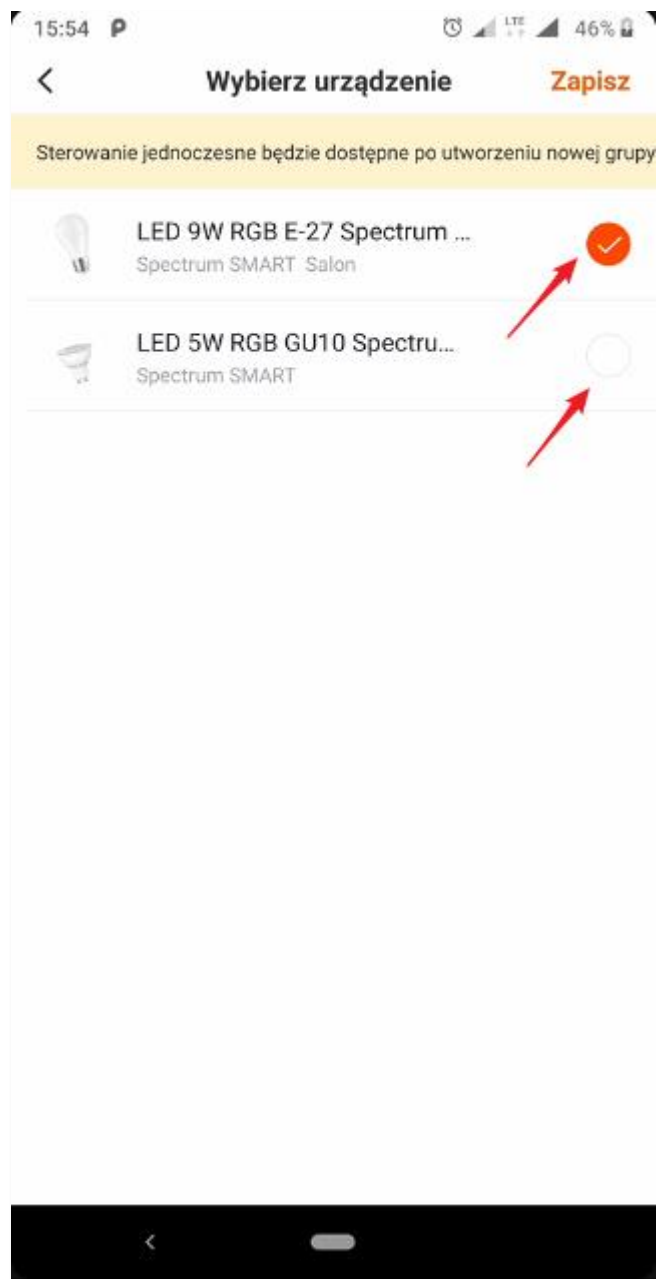 15:54
LTE
46%
Wybierz urządzenie
Zapisz
Sterowanie jednoczesne będzie dostępne po utworzeniu nowej grupy
LED 9W RGB E-27 Spectrum ...
Spectrum SMART Salon
LED 5W RGB GU10 Spectru...
Spectrum SMART